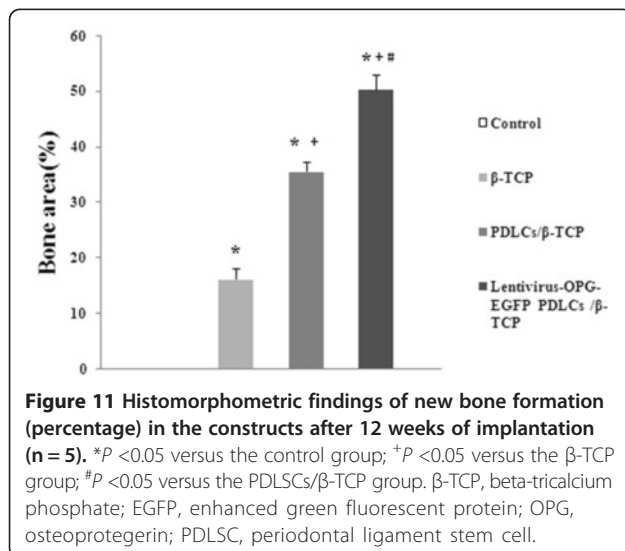 Bone area(%)
60
50
40
30
20
10
0
*
* +
*+#
Control
β-TCP
PDLCs/β-TCP
Lentivirus-OPG-
EGFP PDLCs /β-
TCP
Figure 11 Histomorphometric findings of new bone formation
(percentage) in the constructs after 12 weeks of implantation
(n = 5). *P <0.05 versus the control group; +P <0.05 versus the β-TCP
group; #P <0.05 versus the PDLSCs/β-TCP group. β-TCP, beta-tricalcium
phosphate; EGFP, enhanced green fluorescent protein; OPG,
osteoprotegerin; PDLSC, periodontal ligament stem cell.